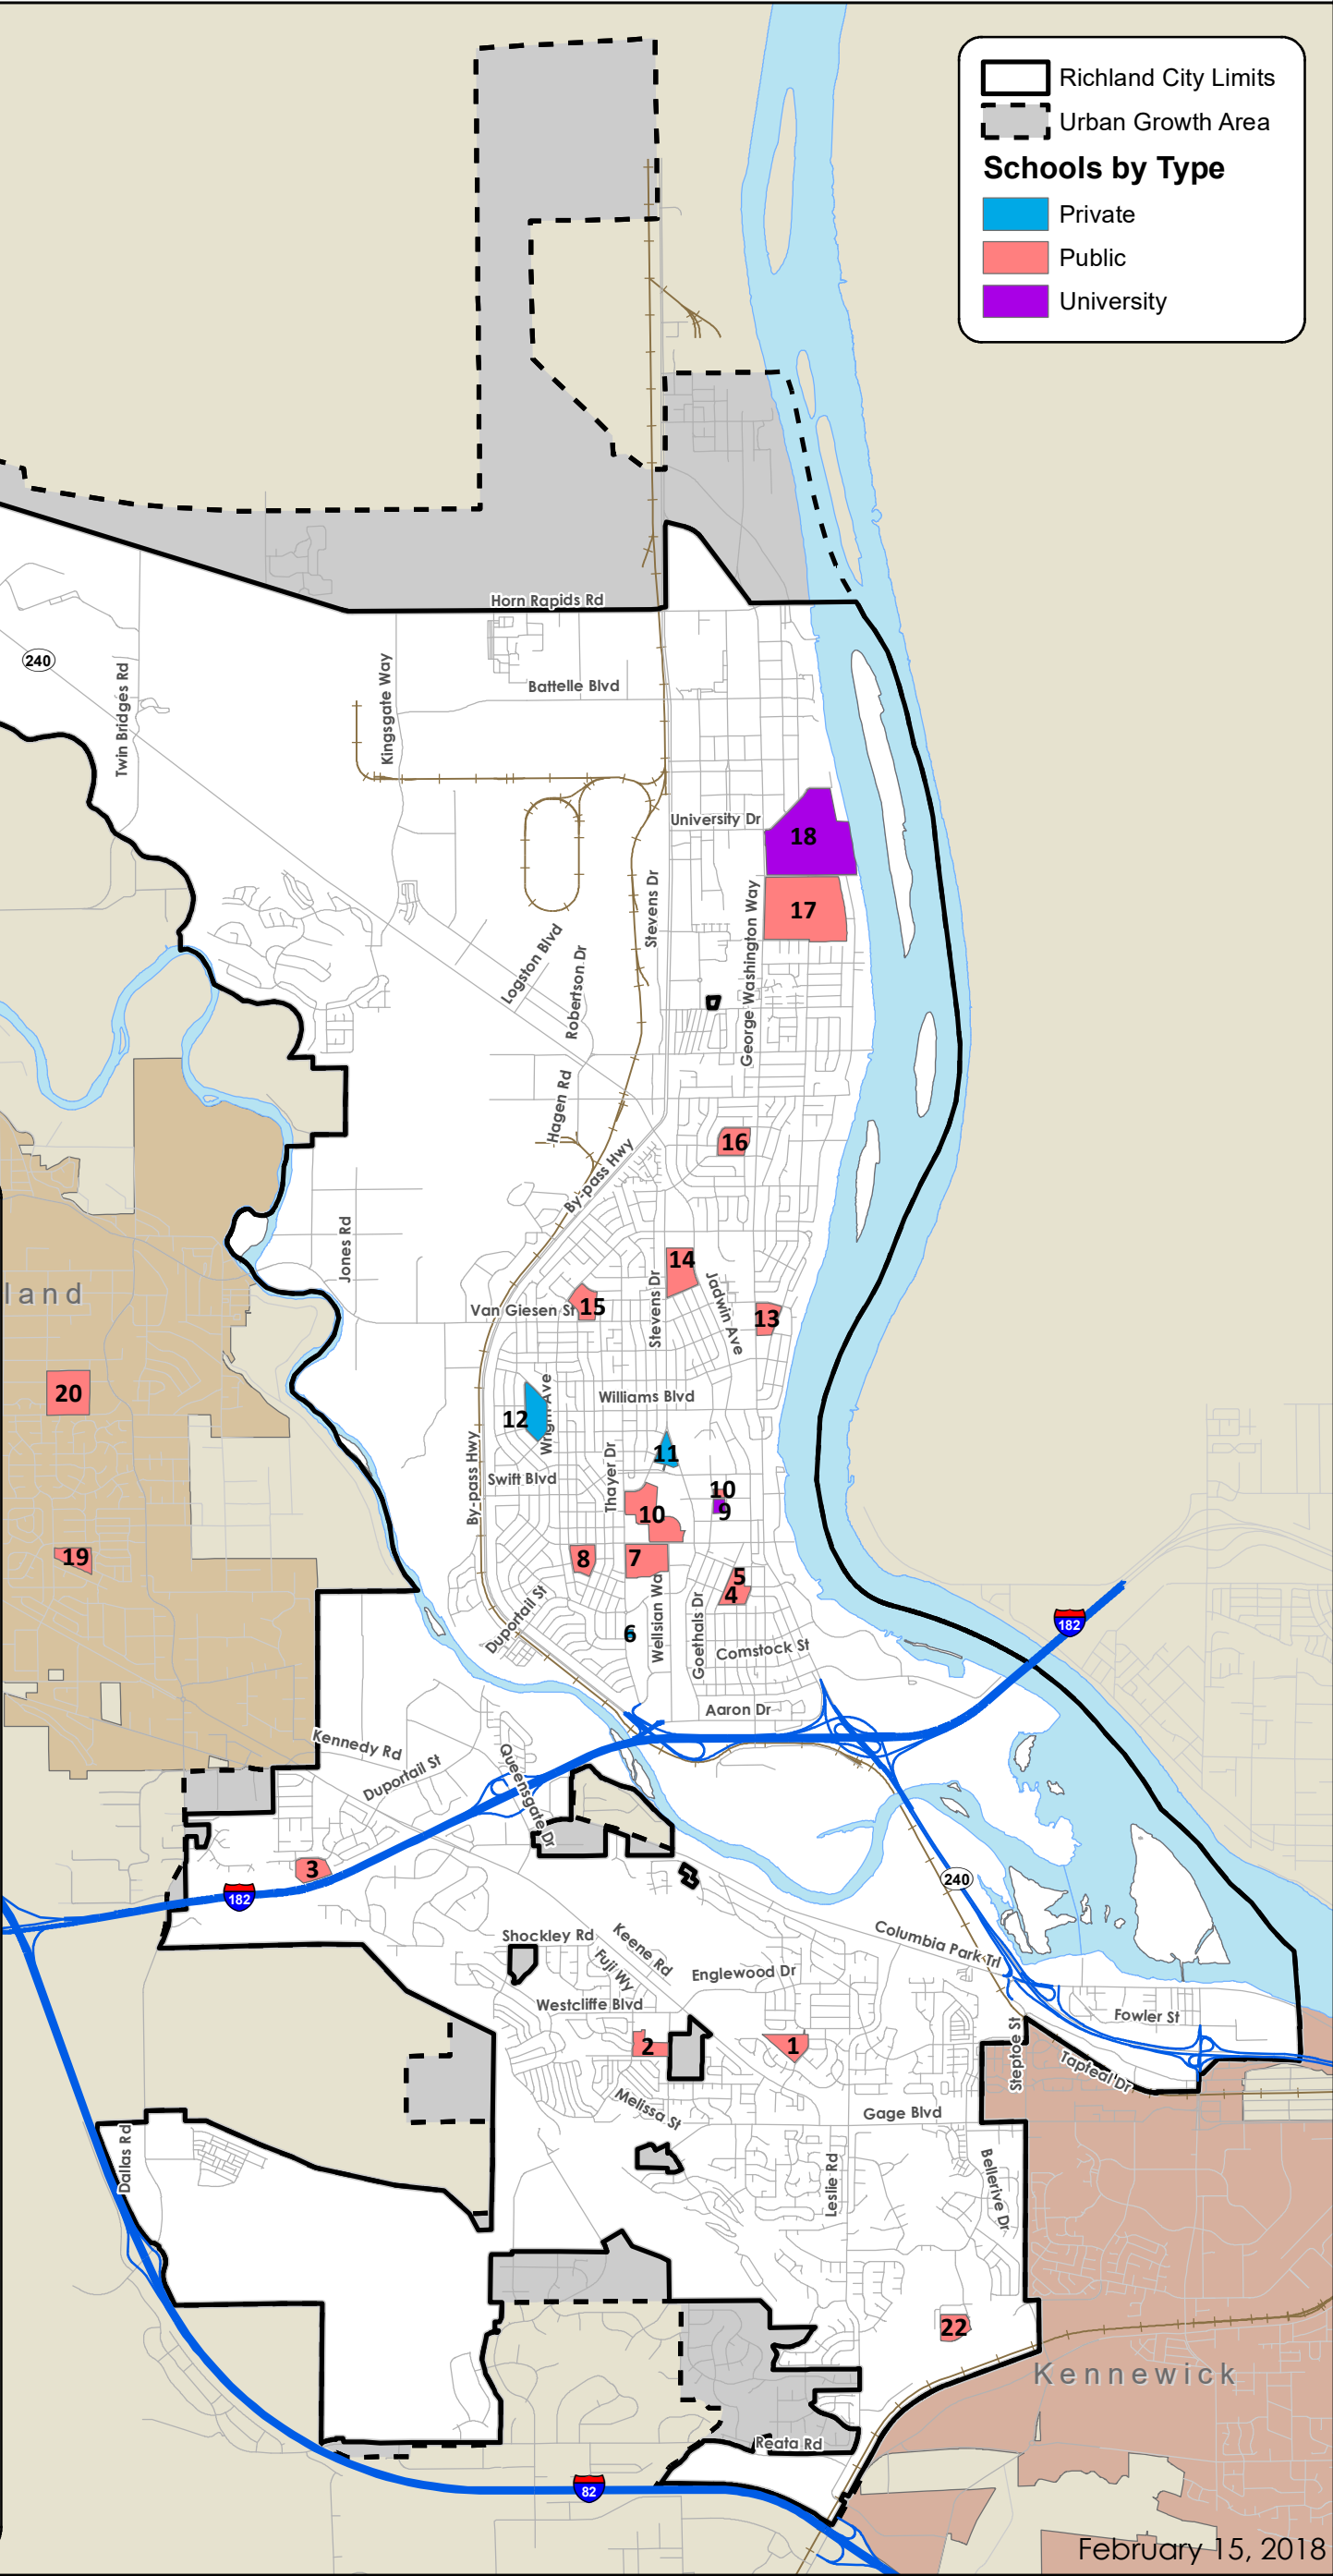 Richland City Limits
Urban Growth Area
Schools by Type
Private
Public
University
Horn Rapids Rd
240
Twin Bridges Rd
Kingsgate Way
Battelle Blvd
University Dr
18
17
Stevens Dr
George Washington Way
Logston Blvd
Robertson Dr
Hagen Rd
By-pass Hwy
16
Jones Rd
14
land
Van Giesen St
15
Stevens Dr
Jadwin Ave
13
20
Williams Blvd
12
Wright Ave
11
By-pass Hwy
Swift Blvd
Thayer Dr
10
9
10
19
8
7
5
4
Duportail St
6
Wellsian Wa
Goethals Dr
Comstock St
182
Aaron Dr
Kennedy Rd
Duportail St
Queensgate Dr
3
182
240
Shockley Rd
Keene Rd
Fuji Wy
Columbia Park Trl
Englewood Dr
Westcliffe Blvd
Fowler St
2
1
Steptoe St
Tapteal Dr
Melissa St
Gage Blvd
Dallas Rd
Leslie Rd
Bellerive Dr
22
Kennewick
Reata Rd
82
February 15, 2018